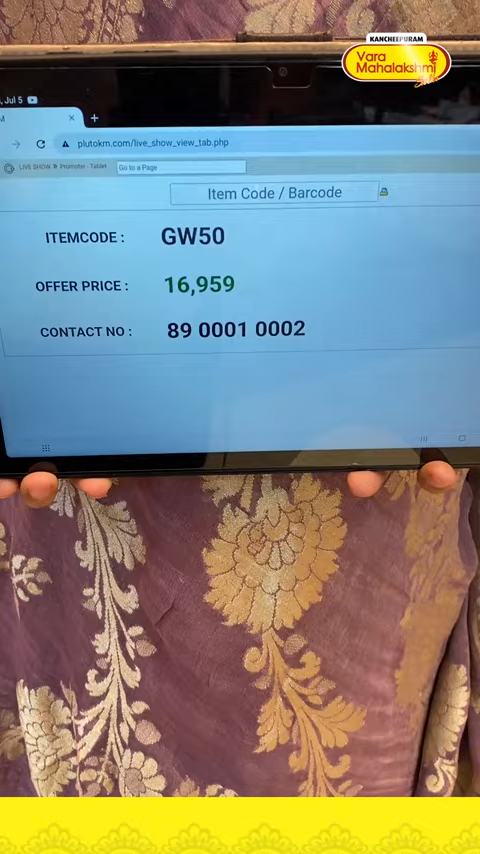 KANCHEEPURAM
Vara
Mahalakshmi
Silks
, Jul 5
M
plutokm.com/live_show_view_tab.php
LIVE SHOW » Promoter - Tablet
Go to a Page
Item Code / Barcode
ITEMCODE : GW50
OFFER PRICE : 16,959
CONTACT NO : 89 0001 0002